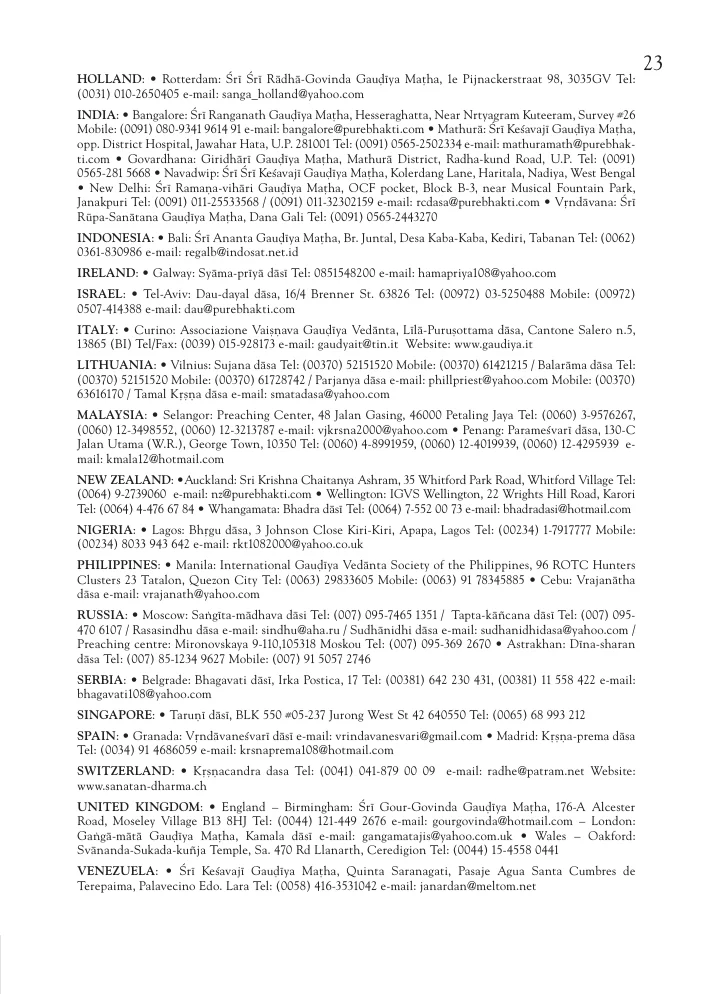 23
HOLLAND: • Rotterdam: Śrī Śrī Rādhā-Govinda Gauḍīya Maṭha, 1e Pijnackerstraat 98, 3035GV Tel:
(0031) 010-2650405 e-mail: sanga_holland@yahoo.com
INDIA: • Bangalore: Śrī Ranganath Gauḍīya Maṭha, Hesseraghatta, Near Nrtyagram Kuteeram, Survey #26
Mobile: (0091) 080-9341 9614 91 e-mail: bangalore@purebhakti.com • Mathurā: Śrī Keśavajī Gauḍīya Maṭha,
opp. District Hospital, Jawahar Hata, U.P. 281001 Tel: (0091) 0565-2502334 e-mail: mathuramath@purebhak-
ti.com • Govardhana: Giridhārī Gauḍīya Maṭha, Mathurā District, Radha-kund Road, U.P. Tel: (0091)
0565-281 5668 • Navadwip: Śrī Śrī Keśavajī Gauḍīya Maṭha, Kolerdang Lane, Haritala, Nadiya, West Bengal
• New Delhi: Śrī Ramaṇa-vihāri Gauḍīya Maṭha, OCF pocket, Block B-3, near Musical Fountain Park,
Janakpuri Tel: (0091) 011-25533568 / (0091) 011-32302159 e-mail: rcdasa@purebhakti.com • Vṛndāvana: Śrī
Rūpa-Sanātana Gauḍīya Maṭha, Dana Gali Tel: (0091) 0565-2443270
INDONESIA: • Bali: Śrī Ananta Gauḍīya Maṭha, Br. Juntal, Desa Kaba-Kaba, Kediri, Tabanan Tel: (0062)
0361-830986 e-mail: regalb@indosat.net.id
IRELAND: • Galway: Syāma-prīyā dāsī Tel: 0851548200 e-mail: hamapriya108@yahoo.com
ISRAEL: • Tel-Aviv: Dau-dayal dāsa, 16/4 Brenner St. 63826 Tel: (00972) 03-5250488 Mobile: (00972)
0507-414388 e-mail: dau@purebhakti.com
ITALY: • Curino: Associazione Vaiṣṇava Gauḍīya Vedānta, Līlā-Puruṣottama dāsa, Cantone Salero n.5,
13865 (BI) Tel/Fax: (0039) 015-928173 e-mail: gaudyait@tin.it Website: www.gaudiya.it
LITHUANIA: • Vilnius: Sujana dāsa Tel: (00370) 52151520 Mobile: (00370) 61421215 / Balarāma dāsa Tel:
(00370) 52151520 Mobile: (00370) 61728742 / Parjanya dāsa e-mail: phillpriest@yahoo.com Mobile: (00370)
63616170 / Tamal Kṛṣṇa dāsa e-mail: smatadasa@yahoo.com
MALAYSIA: • Selangor: Preaching Center, 48 Jalan Gasing, 46000 Petaling Jaya Tel: (0060) 3-9576267,
(0060) 12-3498552, (0060) 12-3213787 e-mail: vjkrsna2000@yahoo.com • Penang: Parameśvarī dāsa, 130-C
Jalan Utama (W.R.), George Town, 10350 Tel: (0060) 4-8991959, (0060) 12-4019939, (0060) 12-4295939 e-
mail: kmala12@hotmail.com
NEW ZEALAND: •Auckland: Sri Krishna Chaitanya Ashram, 35 Whitford Park Road, Whitford Village Tel:
(0064) 9-2739060 e-mail: nz@purebhakti.com • Wellington: IGVS Wellington, 22 Wrights Hill Road, Karori
Tel: (0064) 4-476 67 84 • Whangamata: Bhadra dāsī Tel: (0064) 7-552 00 73 e-mail: bhadradasi@hotmail.com
NIGERIA: • Lagos: Bhṛgu dāsa, 3 Johnson Close Kiri-Kiri, Apapa, Lagos Tel: (00234) 1-7917777 Mobile:
(00234) 8033 943 642 e-mail: rkt1082000@yahoo.co.uk
PHILIPPINES: • Manila: International Gauḍīya Vedānta Society of the Philippines, 96 ROTC Hunters
Clusters 23 Tatalon, Quezon City Tel: (0063) 29833605 Mobile: (0063) 91 78345885 • Cebu: Vrajanātha
dāsa e-mail: vrajanath@yahoo.com
RUSSIA: • Moscow: Saṅgīta-mādhava dāsi Tel: (007) 095-7465 1351 / Tapta-kāñcana dāsī Tel: (007) 095-
470 6107 / Rasasindhu dāsa e-mail: sindhu@aha.ru / Sudhānidhi dāsa e-mail: sudhanidhidasa@yahoo.com /
Preaching centre: Mironovskaya 9-110,105318 Moskou Tel: (007) 095-369 2670 • Astrakhan: Dīna-sharan
dāsa Tel: (007) 85-1234 9627 Mobile: (007) 91 5057 2746
SERBIA: • Belgrade: Bhagavati dāsī, Irka Postica, 17 Tel: (00381) 642 230 431, (00381) 11 558 422 e-mail:
bhagavati108@yahoo.com
SINGAPORE: • Taruṇī dāsī, BLK 550 #05-237 Jurong West St 42 640550 Tel: (0065) 68 993 212
SPAIN: • Granada: Vṛndāvaneśvarī dāsī e-mail: vrindavanesvari@gmail.com • Madrid: Kṛṣṇa-prema dāsa
Tel: (0034) 91 4686059 e-mail: krsnaprema108@hotmail.com
SWITZERLAND: • Kṛṣṇacandra dasa Tel: (0041) 041-879 00 09 e-mail: radhe@patram.net Website:
www.sanatan-dharma.ch
UNITED KINGDOM: • England – Birmingham: Śrī Gour-Govinda Gauḍīya Maṭha, 176-A Alcester
Road, Moseley Village B13 8HJ Tel: (0044) 121-449 2676 e-mail: gourgovinda@hotmail.com – London:
Gaṅgā-mātā Gauḍīya Maṭha, Kamala dāsī e-mail: gangamatajis@yahoo.com.uk • Wales – Oakford:
Svānanda-Sukada-kuñja Temple, Sa. 470 Rd Llanarth, Ceredigion Tel: (0044) 15-4558 0441
VENEZUELA: • Śrī Keśavajī Gauḍīya Maṭha, Quinta Saranagati, Pasaje Agua Santa Cumbres de
Terepaima, Palavecino Edo. Lara Tel: (0058) 416-3531042 e-mail: janardan@meltom.net